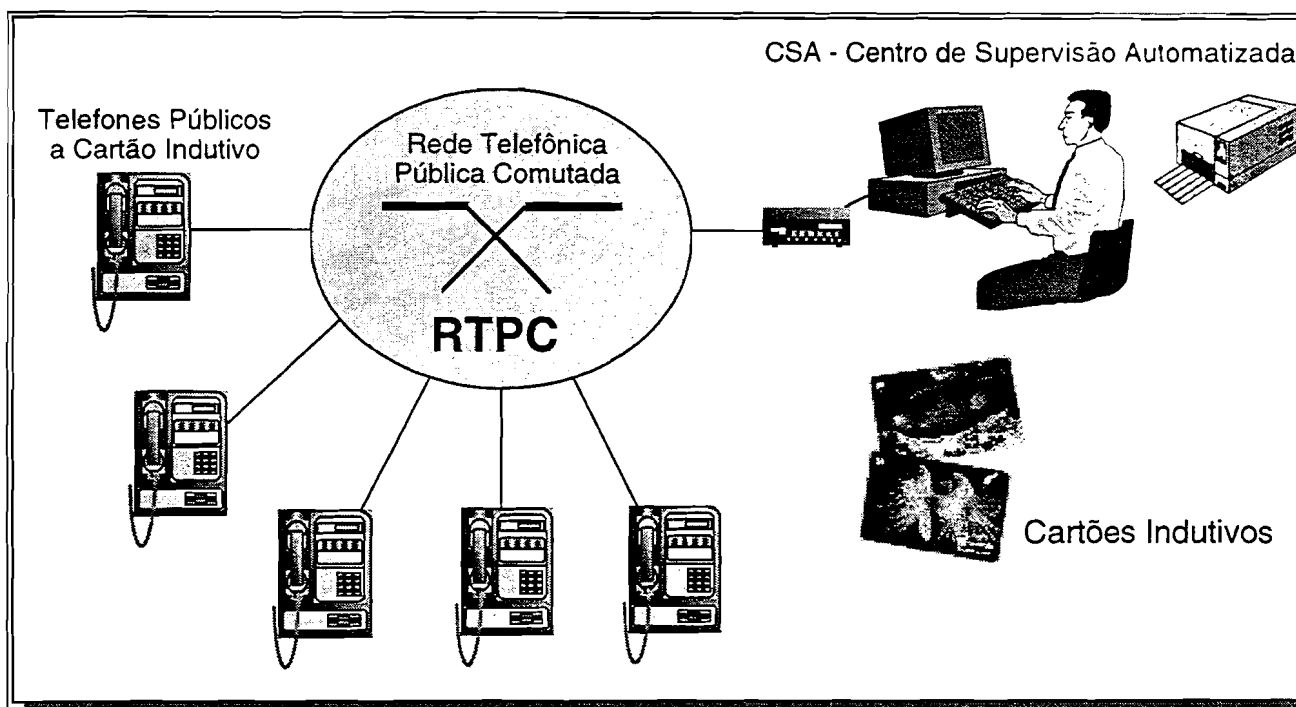 CSA - Centro de Supervisão Automatizada
Telefones Públicos
a Cartão Indutivo
Rede Telefônica
Pública Comutada
RTPC
Cartões Indutivos